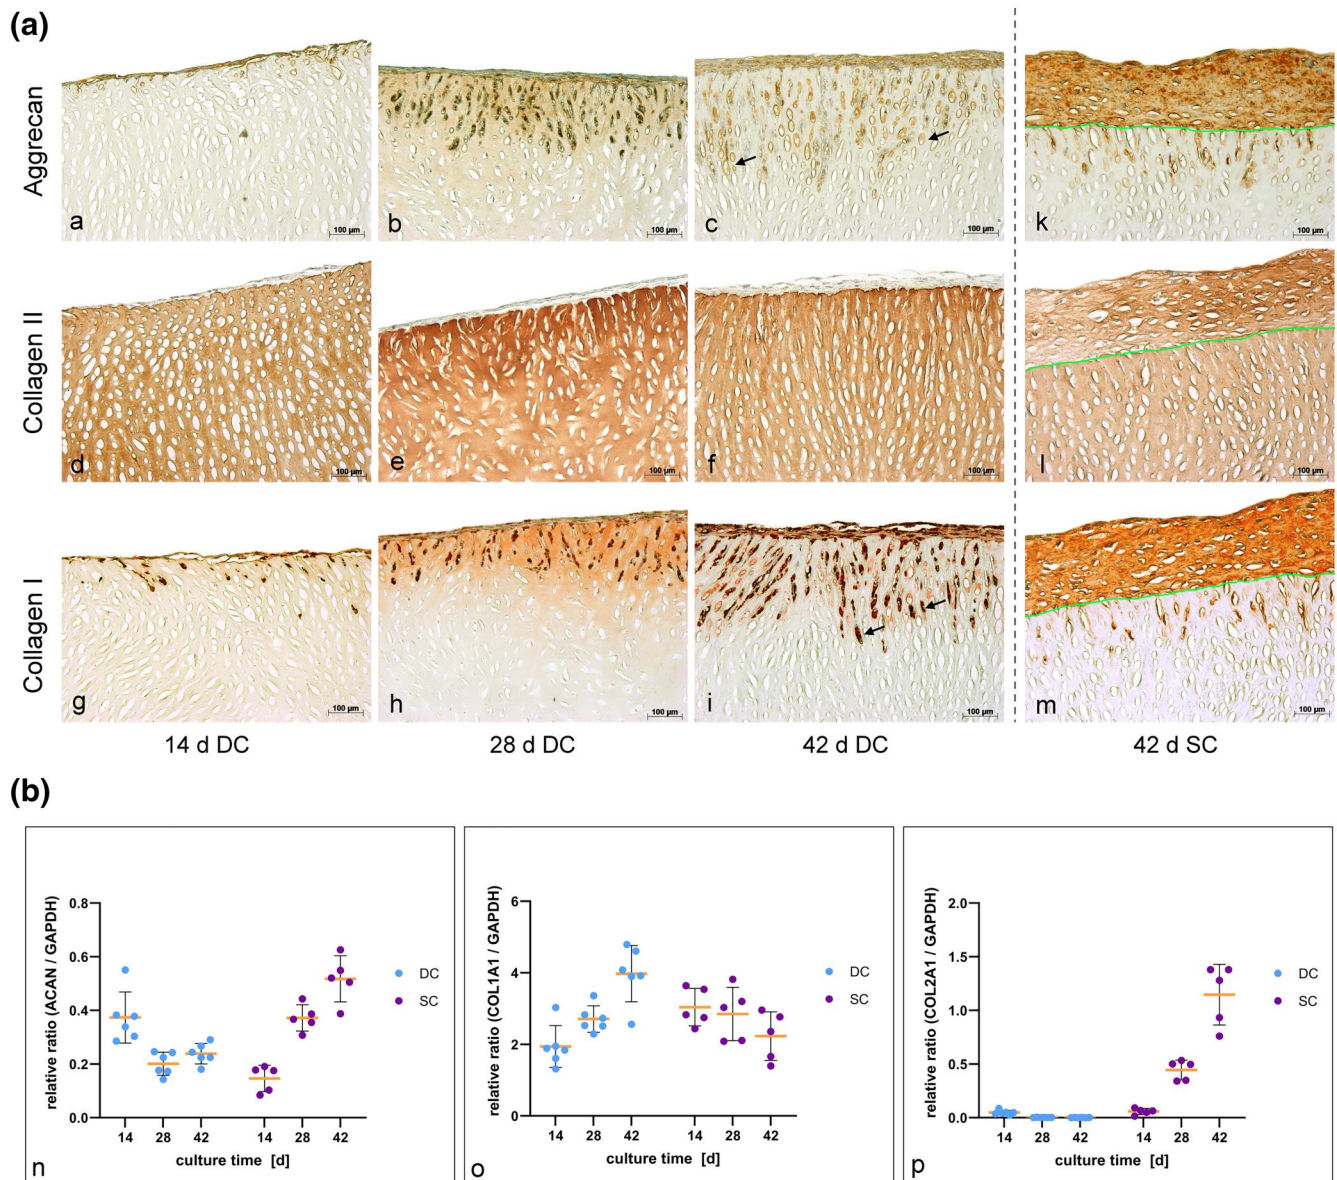 (a)
Aggrecan
a
100 µm
b
100 µm
c
100 µm
k
100 µm
Collagen II
d
100 µm
e
100 µm
f
100 µm
l
100 µm
Collagen I
g
100 µm
h
100 µm
i
100 µm
m
100 µm
14 d DC
28 d DC
42 d DC
42 d SC
(b)
relative ratio (ACAN / GAPDH)
0.8
0.6
0.4
0.2
0.0
14 28 42 14 28 42
culture time [d]
DC
SC
n
relative ratio (COL1A1 / GAPDH)
6
4
2
0
14 28 42 14 28 42
culture time [d]
DC
SC
o
relative ratio (COL2A1 / GAPDH)
2.0
1.5
1.0
0.5
0.0
14 28 42 14 28 42
culture time [d]
DC
SC
p